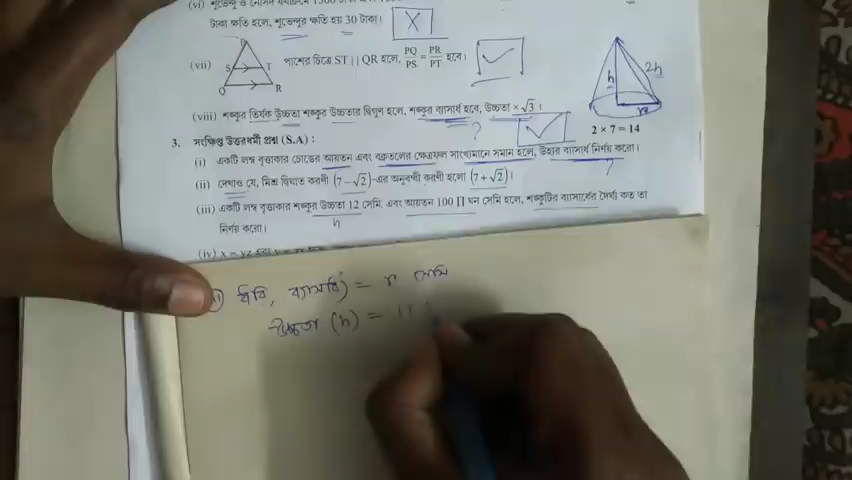 টাকা ক্ষতি হলে, শুভেন্দুর ক্ষতি হয় 30 টাকা।
(vii) পাশের চিত্রে ST || QR হলে, PQ/PS = PR/PT হবে।
P
S T
Q R
h 2h
r
(viii) শঙ্কুর তির্যক উচ্চতা শঙ্কুর উচ্চতার দ্বিগুণ হলে, শঙ্কুর ব্যাসার্ধ হবে, উচ্চতা × √3।
?
3. সংক্ষিপ্ত উত্তরধর্মী প্রশ্ন (S.A) : 2 × 7 = 14
(i) একটি লম্ব বৃত্তাকার চোঙের আয়তন এবং বক্রতলের ক্ষেত্রফল সাংখ্যমানে সমান হলে, উহার ব্যাসার্ধ নির্ণয় করো।
?
(ii) দেখাও যে, মিশ্র দ্বিঘাত করণী (7−√2)-এর অনুবন্ধী করণী হলো (7+√2)।
(iii) একটি লম্ব বৃত্তাকার শঙ্কুর উচ্চতা 12 সেমি. এবং আয়তন 100 Π ঘন সেমি হলে, শঙ্কুটির ব্যাসার্ধের দৈর্ঘ্য কত তা
h
নির্ণয় করো।
ধরি, ব্যাসার্ধ = r সেমি
উচ্চতা (h) =